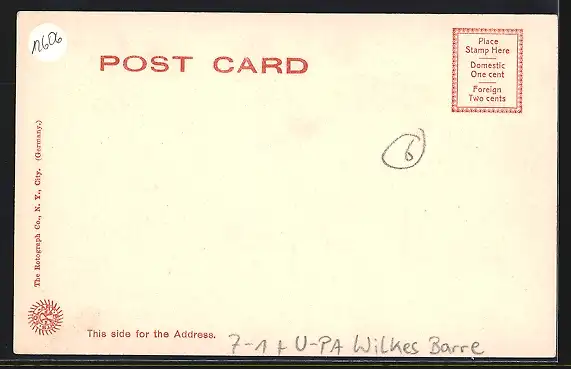 n606
POST CARD
Place
Stamp Here
Domestic
One cent
Foreign
Two cents
6
The Rotograph Co., N. Y., City. (Germany.)
This side for the Address.
7-1 + U-PA Wilkes Barre